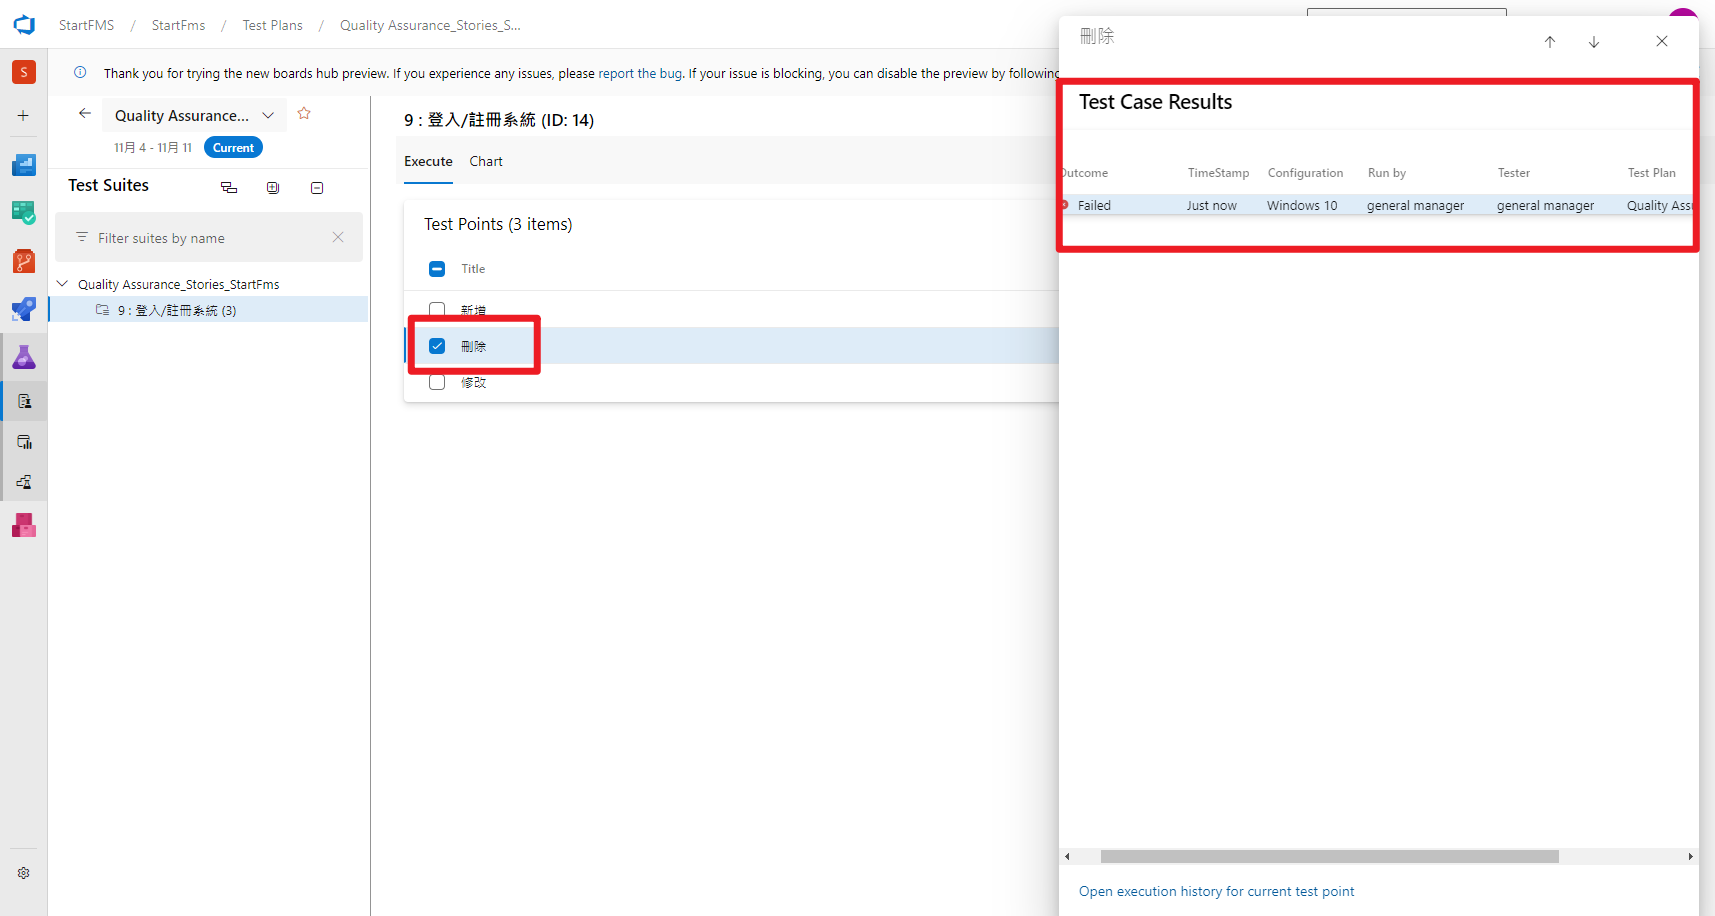 StartFMS / StartFms / Test Plans / Quality Assurance_Stories_S...
S
Thank you for trying the new boards hub preview. If you experience any issues, please report the bug. If your issue is blocking, you can disable the preview by following
Quality Assurance...
11月 4 - 11月 11 Current
Test Suites
Filter suites by name
Quality Assurance_Stories_StartFms
9 : 登入/註冊系統 (3)
9 : 登入/註冊系統 (ID: 14)
Execute Chart
Test Points (3 items)
Title
新增
刪除
修改
刪除
Test Case Results
Outcome TimeStamp Configuration Run by Tester Test Plan
Failed Just now Windows 10 general manager general manager Quality Assu
Open execution history for current test point